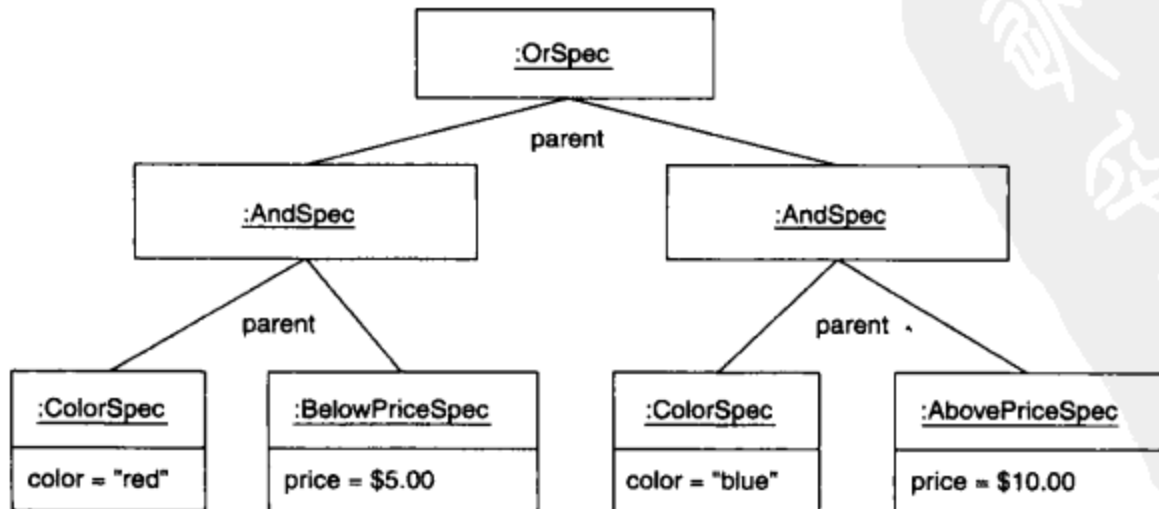 :OrSpec
parent
:AndSpec
:AndSpec
parent
parent
:ColorSpec
color = "red"
:BelowPriceSpec
price = $5.00
:ColorSpec
color = "blue"
:AbovePriceSpec
price = $10.00